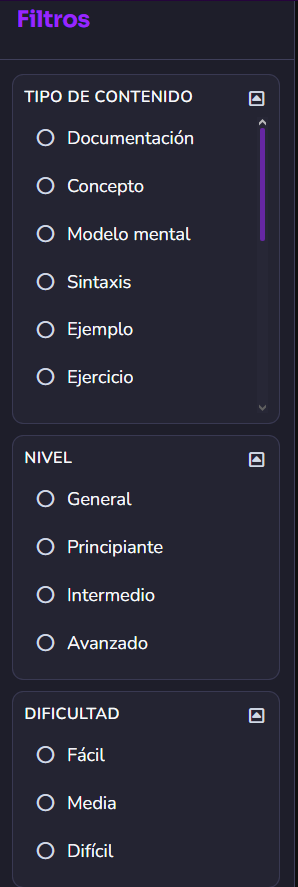 Filtros
TIPO DE CONTENIDO
Documentación
Concepto
Modelo mental
Sintaxis
Ejemplo
Ejercicio
NIVEL
General
Principiante
Intermedio
Avanzado
DIFICULTAD
Fácil
Media
Difícil